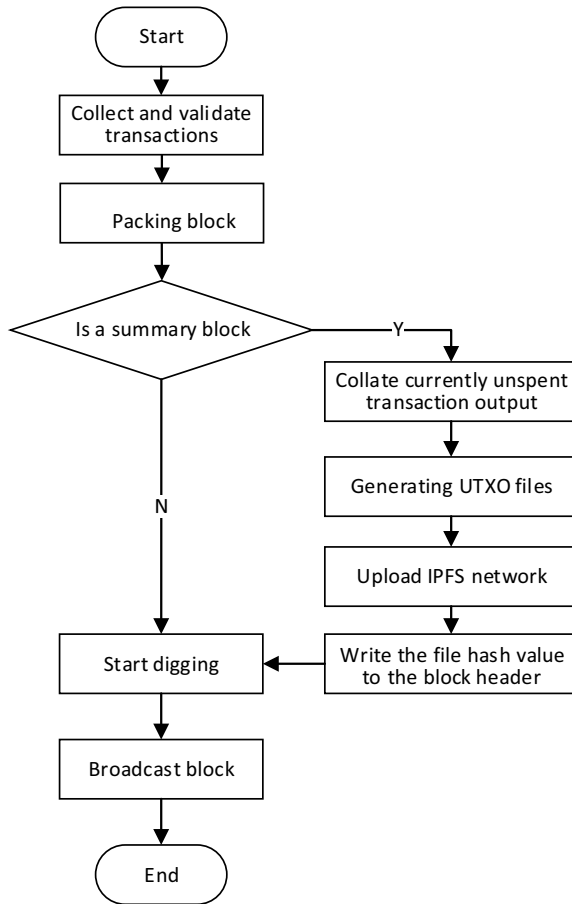 Start
Collect and validate
transactions
Packing block
Is a summary block
Y
Collate currently unspent
transaction output
Generating UTXO files
N
Upload IPFS network
Write the file hash value
to the block header
Start digging
Broadcast block
End